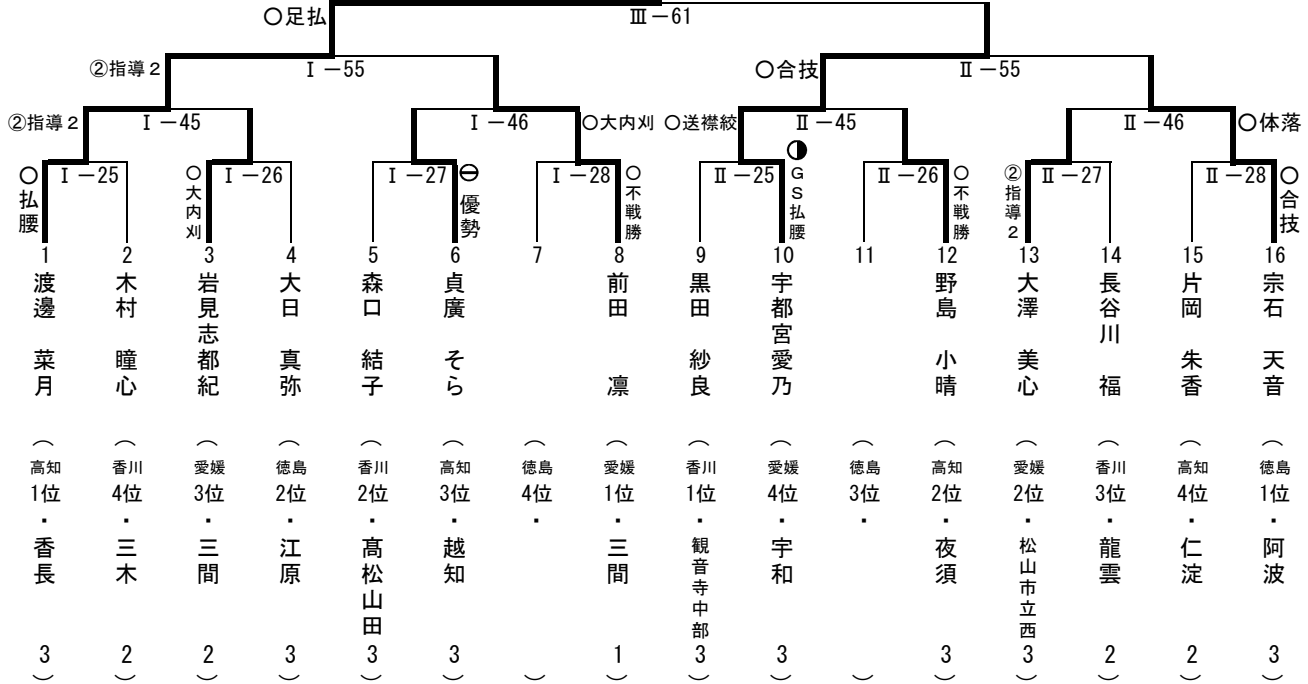 ○足払 Ⅲ－61
②指導２ Ⅰ－55 ○合技 Ⅱ－55
②指導２ Ⅰ－45 Ⅰ－46 ○大内刈 ○送襟絞 Ⅱ－45 Ⅱ－46 ○体落
○払腰 Ⅰ－25 ○大内刈 Ⅰ－26 Ⅰ－27 優勢 Ⅰ－28 ○不戦勝 Ⅱ－25 ＧＳ払腰 Ⅱ－26 ○不戦勝 ②指導２ Ⅱ－27 Ⅱ－28 ○合技
1 渡邊 菜月 （高知1位・香長 3）
2 木村 瞳心 （香川4位・三木 2）
3 岩見志都紀 （愛媛3位・三間 2）
4 大日 真弥 （徳島2位・江原 3）
5 森口 結子 （香川2位・髙松山田 3）
6 貞廣 そら （高知3位・越知 3）
7 （徳島4位・ ）
8 前田 凛 （愛媛1位・三間 1）
9 黒田 紗良 （香川1位・観音寺中部 3）
10 宇都宮愛乃 （愛媛4位・宇和 3）
11 （徳島3位・ ）
12 野島 小晴 （高知2位・夜須 3）
13 大澤 美心 （愛媛2位・松山市立西 3）
14 長谷川 福 （香川3位・龍雲 2）
15 片岡 朱香 （高知4位・仁淀 2）
16 宗石 天音 （徳島1位・阿波 3）